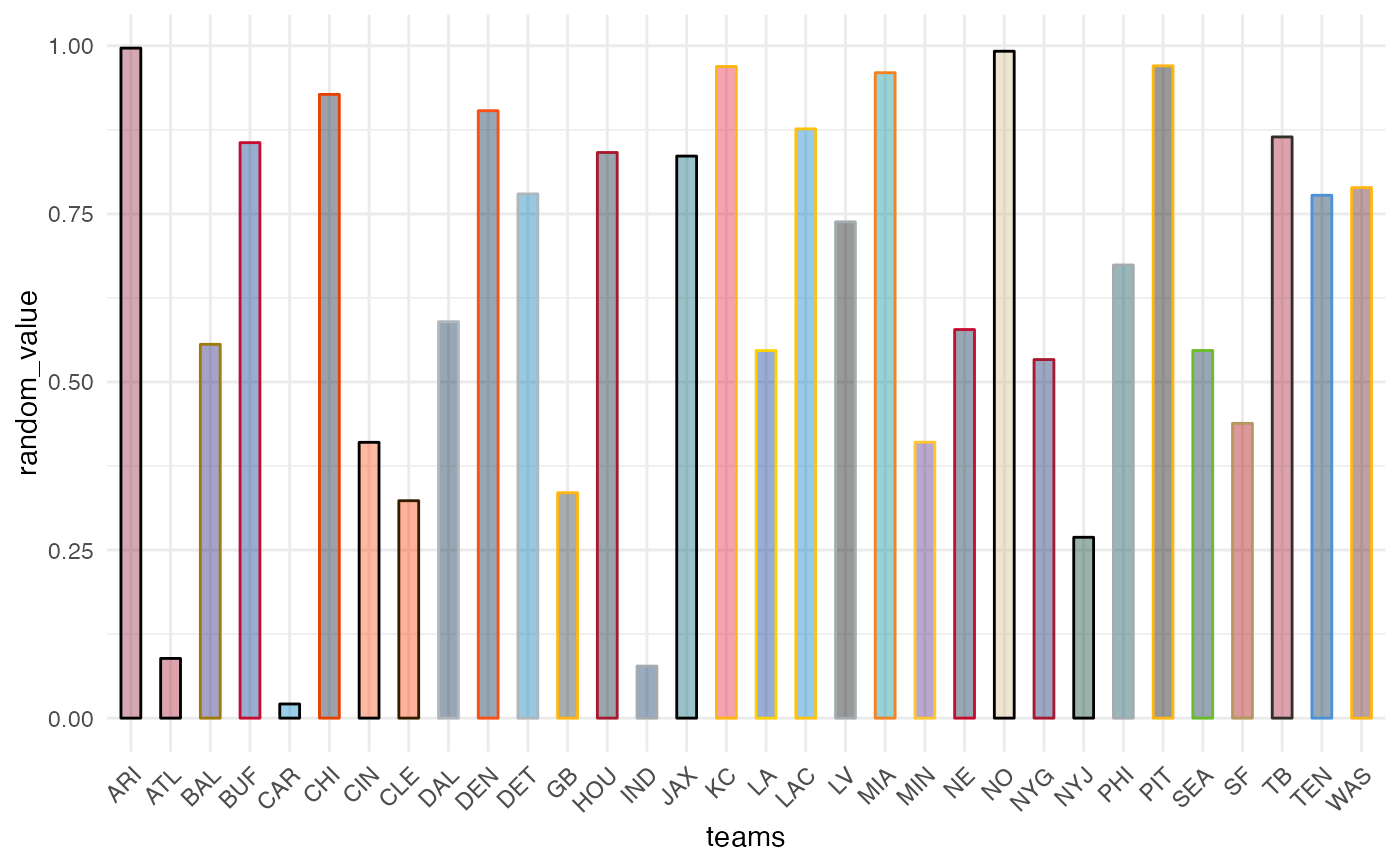 random_value
1.00
0.75
0.50
0.25
0.00
ARI ATL BAL BUF CAR CHI CIN CLE DAL DEN DET GB HOU IND JAX KC LA LAC LV MIA MIN NE NO NYG NYJ PHI PIT SEA SF TB TEN WAS
teams